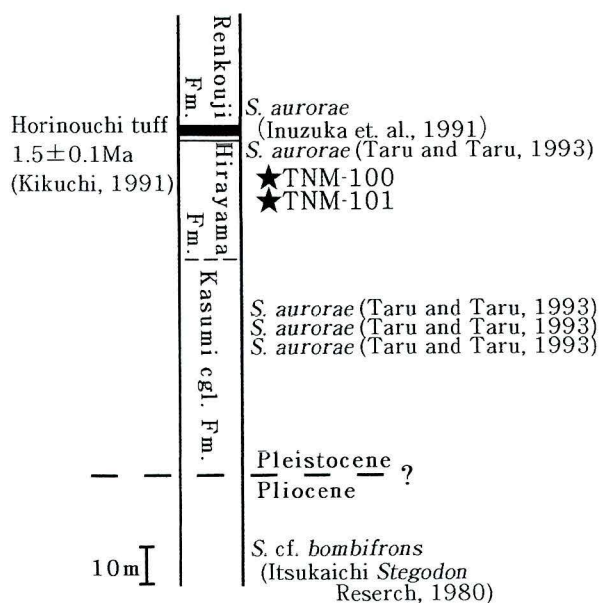 Renkouji
Fm.
S. aurorae
(Inuzuka et. al., 1991)
Horinouchi tuff
1.5±0.1Ma
(Kikuchi, 1991)
S. aurorae (Taru and Taru, 1993)
Hirayama
Fm.
★TNM-100
★TNM-101
Kasumi cgl. Fm.
S. aurorae (Taru and Taru, 1993)
S. aurorae (Taru and Taru, 1993)
S. aurorae (Taru and Taru, 1993)
Pleistocene
?
Pliocene
10m
S. cf. bombifrons
(Itsukaichi Stegodon
Reserch, 1980)